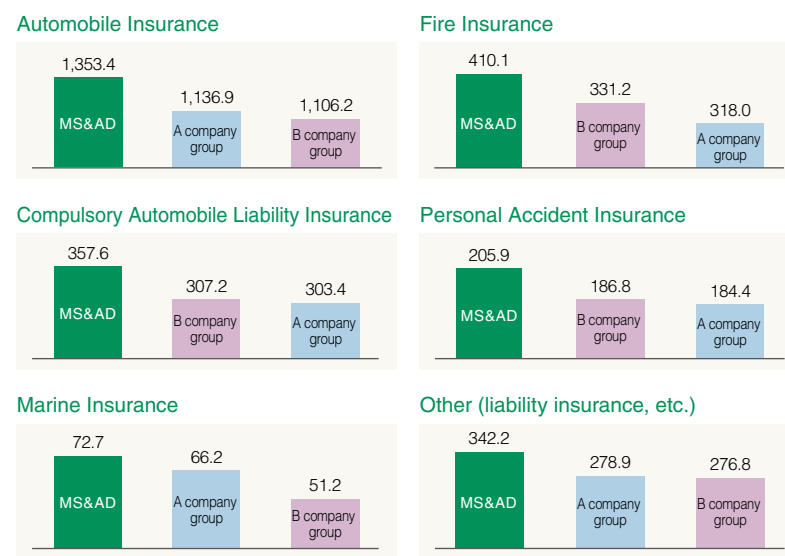 Automobile Insurance
1,353.4
MS&AD
1,136.9
A company
group
1,106.2
B company
group
Fire Insurance
410.1
MS&AD
331.2
B company
group
318.0
A company
group
Compulsory Automobile Liability Insurance
357.6
MS&AD
307.2
B company
group
303.4
A company
group
Personal Accident Insurance
205.9
MS&AD
186.8
B company
group
184.4
A company
group
Marine Insurance
72.7
MS&AD
66.2
A company
group
51.2
B company
group
Other (liability insurance, etc.)
342.2
MS&AD
278.9
A company
group
276.8
B company
group